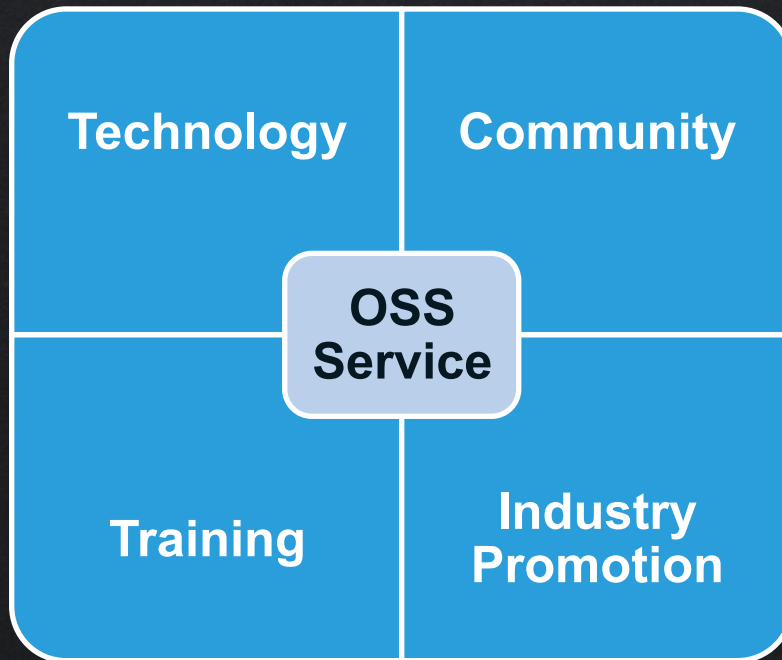 Technology
Community
OSS
Service
Training
Industry
Promotion